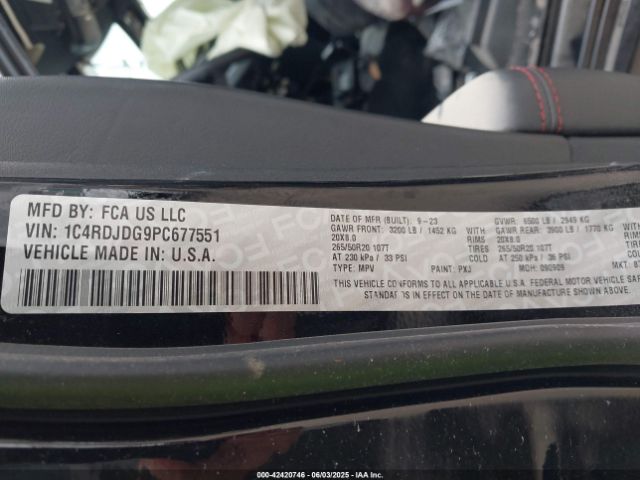 MFD BY: FCA US LLC
VIN: 1C4RDJDG9PC677551
VEHICLE MADE IN: U.S.A.
DATE OF MFR (BUILT): 9-23 GVWR: 6500 LB / 2949 KG
GAWR FRONT: 3200 LB / 1452 KG WITH GAWR REAR: 3900 LB / 1770 KG WITH
20X8.0 TIRES 20X8.0
265/50R20 107T 265/50R20 107T
AT 230 kPa / 33 PSI COLD AT 250 kPa / 36 PSI
TYPE: MPV PAINT: PXJ MCH: 090909 MKT:
THIS VEHICLE CONFORMS TO ALL APPLICABLE U.S.A. FEDERAL MOTOR VEHICLE SAF
STANDARDS IN EFFECT ON THE DATE OF MANUFACTURE SHOWN ABOVE.
000-42420746 - 06/03/2025 - IAA Inc.